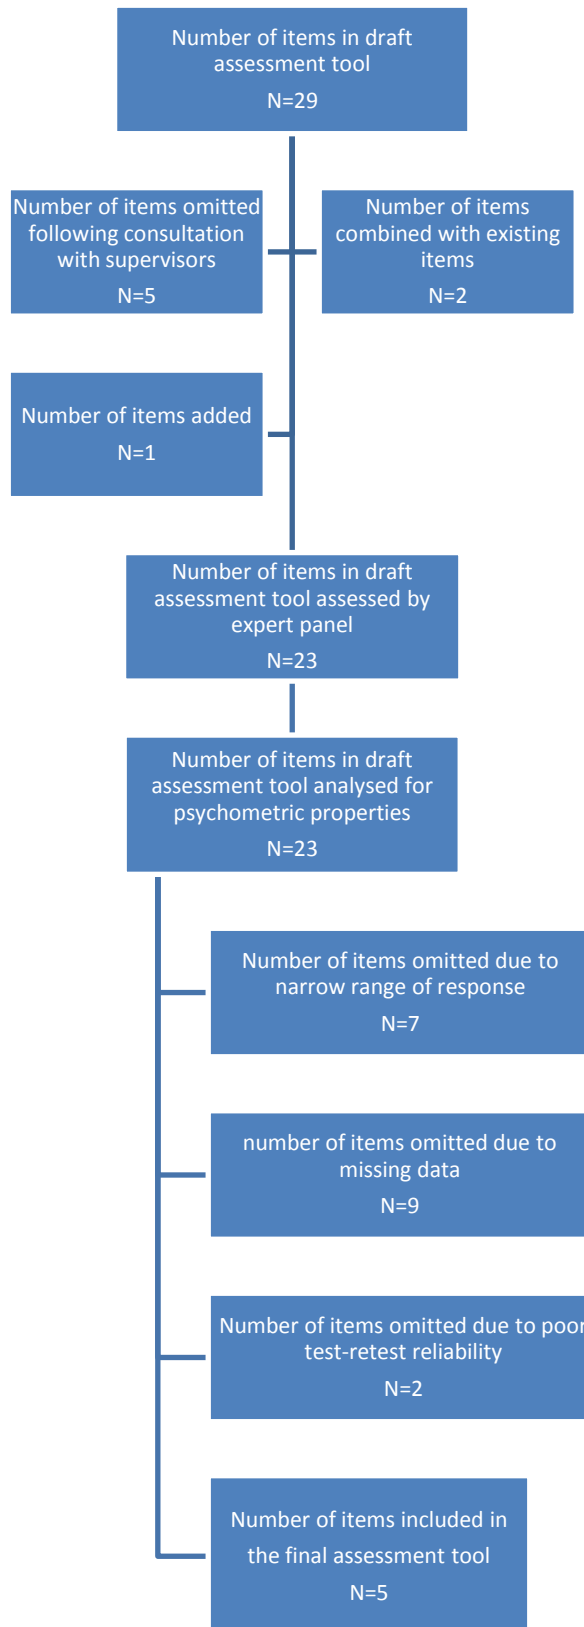 Number of items in draft
assessment tool
N=29
Number of items omitted
following consultation
with supervisors
N=5
Number of items
combined with existing
items
N=2
Number of items added
N=1
Number of items in draft
assessment tool assessed by
expert panel
N=23
Number of items in draft
assessment tool analysed for
psychometric properties
N=23
Number of items omitted due to
narrow range of response
N=7
number of items omitted due to
missing data
N=9
Number of items omitted due to poor
test-retest reliability
N=2
Number of items included in
the final assessment tool
N=5